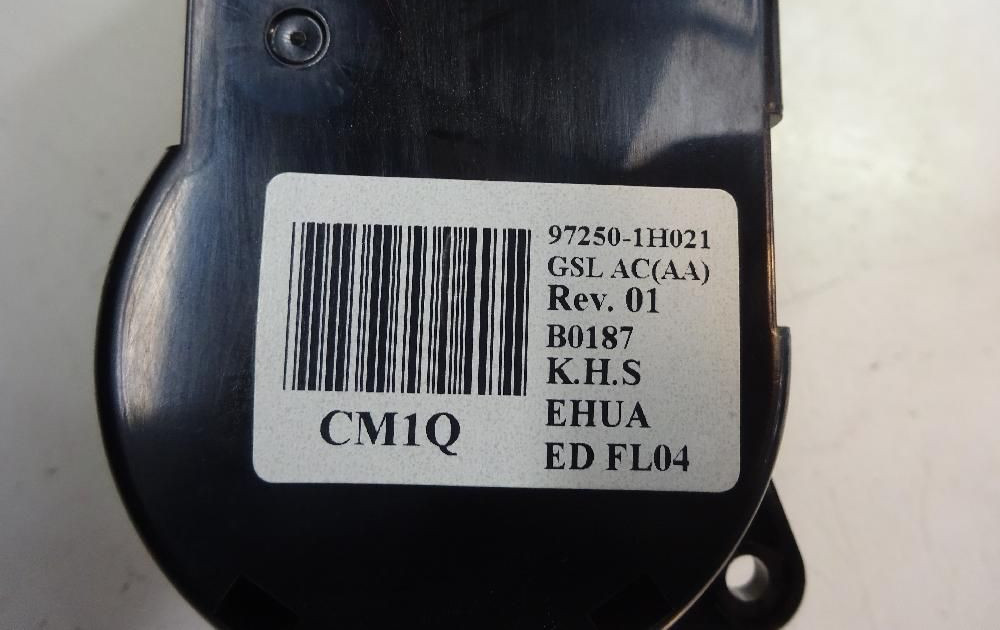 97250-1H021
GSL AC(AA)
Rev. 01
B0187
K.H.S
EHUA
ED FL04
CM1Q